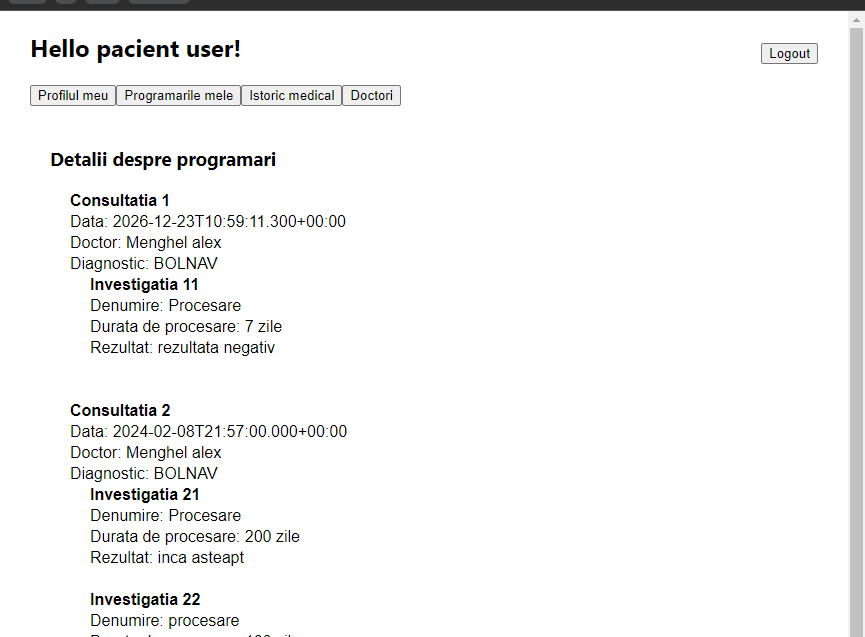 Hello pacient user!
Logout
Profilul meu Programarile mele Istoric medical Doctori
Detalii despre programari
Consultatia 1
Data: 2026-12-23T10:59:11.300+00:00
Doctor: Menghel alex
Diagnostic: BOLNAV
Investigatia 11
Denumire: Procesare
Durata de procesare: 7 zile
Rezultat: rezultata negativ
Consultatia 2
Data: 2024-02-08T21:57:00.000+00:00
Doctor: Menghel alex
Diagnostic: BOLNAV
Investigatia 21
Denumire: Procesare
Durata de procesare: 200 zile
Rezultat: inca asteapt
Investigatia 22
Denumire: procesare